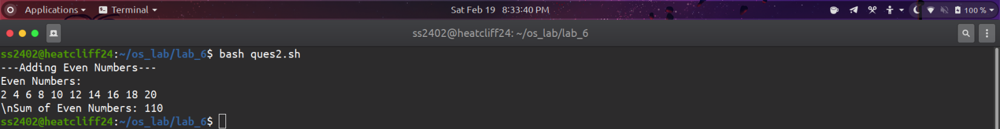 Applications Terminal Sat Feb 19 8:33:40 PM 100 %
ss2402@heatcliff24: ~/os_lab/lab_6
ss2402@heatcliff24:~/os_lab/lab_6$ bash ques2.sh
---Adding Even Numbers---
Even Numbers:
2 4 6 8 10 12 14 16 18 20
\nSum of Even Numbers: 110
ss2402@heatcliff24:~/os_lab/lab_6$